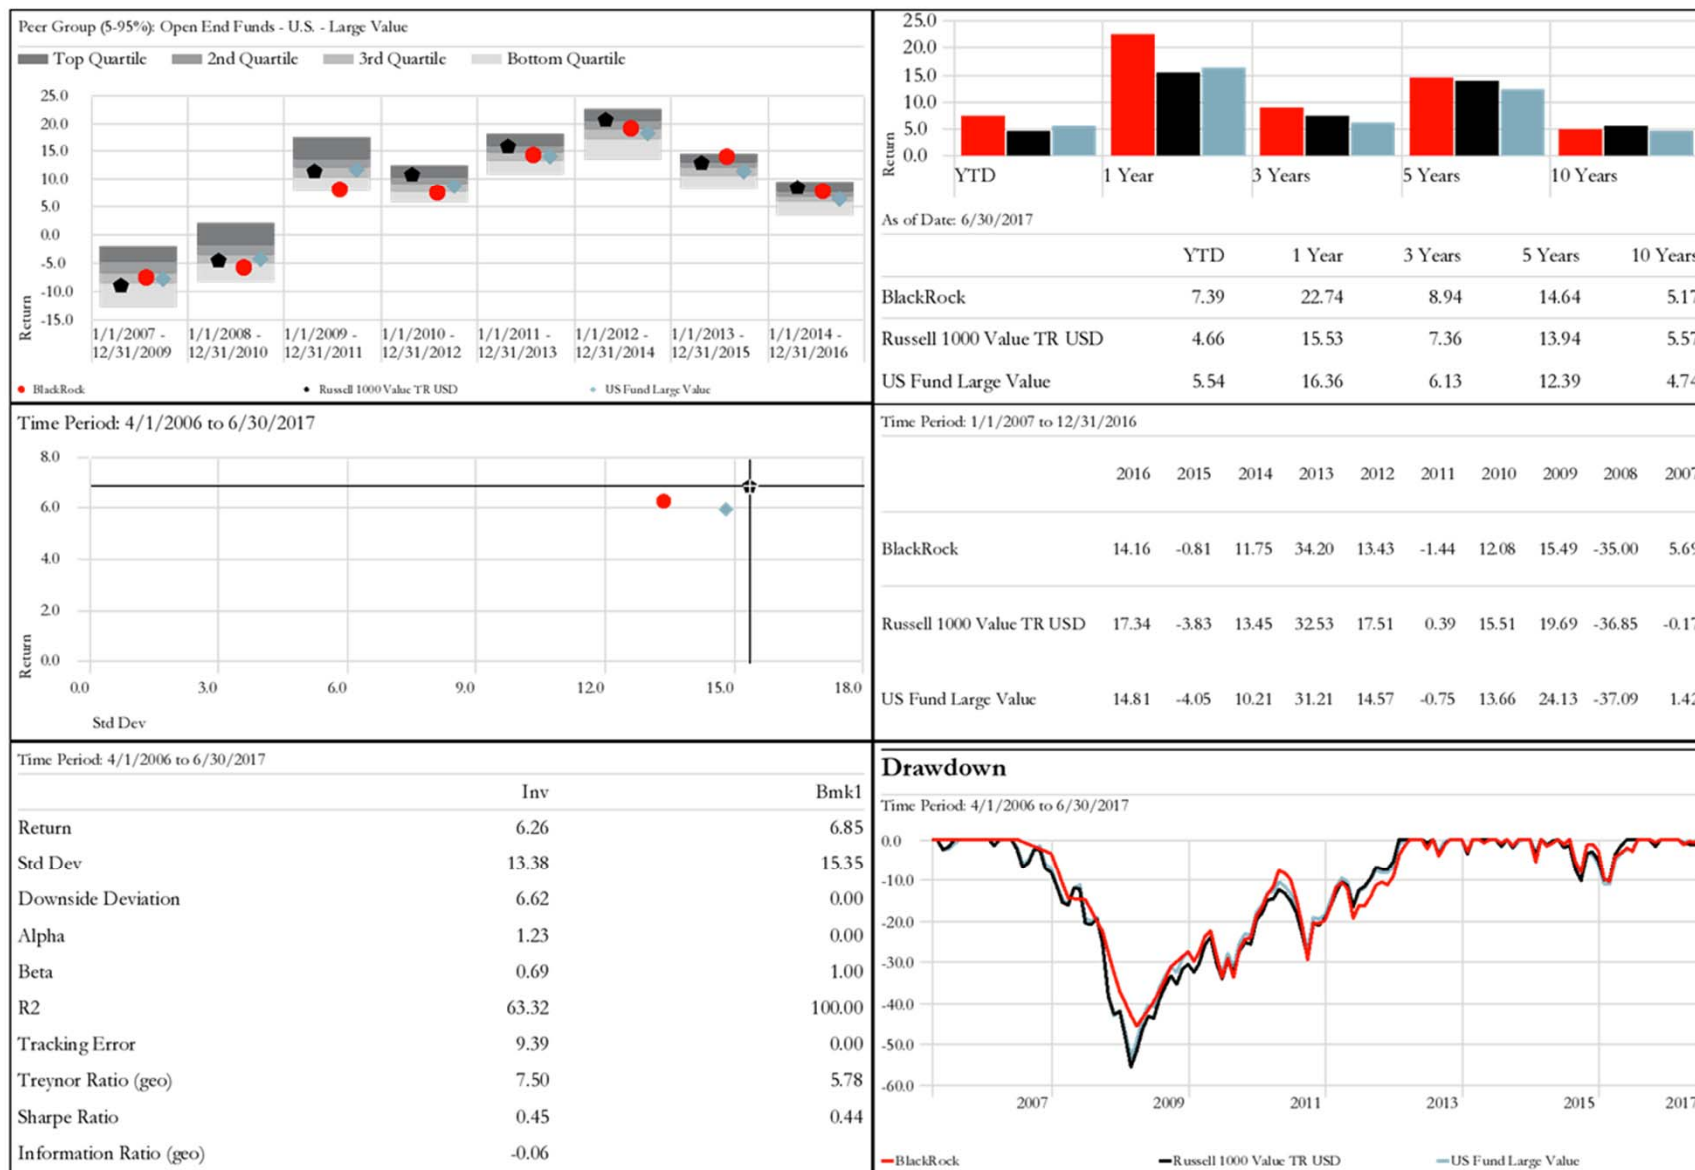 Peer Group (5-95%): Open End Funds - U.S. - Large Value
Top Quartile 2nd Quartile 3rd Quartile Bottom Quartile
25.0
20.0
15.0
10.0
5.0
0.0
-5.0
-10.0
-15.0
Return
1/1/2007 - 1/1/2008 - 1/1/2009 - 1/1/2010 - 1/1/2011 - 1/1/2012 - 1/1/2013 - 1/1/2014 -
12/31/2009 12/31/2010 12/31/2011 12/31/2012 12/31/2013 12/31/2014 12/31/2015 12/31/2016
BlackRock Russell 1000 Value TR USD US Fund Large Value
25.0
20.0
15.0
10.0
5.0
0.0
Return
YTD 1 Year 3 Years 5 Years 10 Years
As of Date: 6/30/2017
YTD 1 Year 3 Years 5 Years 10 Years
BlackRock 7.39 22.74 8.94 14.64 5.17
Russell 1000 Value TR USD 4.66 15.53 7.36 13.94 5.57
US Fund Large Value 5.54 16.36 6.13 12.39 4.74
Time Period: 4/1/2006 to 6/30/2017
8.0
6.0
4.0
2.0
0.0
Return
0.0 3.0 6.0 9.0 12.0 15.0 18.0
Std Dev
Time Period: 1/1/2007 to 12/31/2016
2016 2015 2014 2013 2012 2011 2010 2009 2008 2007
BlackRock 14.16 -0.81 11.75 34.20 13.43 -1.44 12.08 15.49 -35.00 5.69
Russell 1000 Value TR USD 17.34 -3.83 13.45 32.53 17.51 0.39 15.51 19.69 -36.85 -0.17
US Fund Large Value 14.81 -4.05 10.21 31.21 14.57 -0.75 13.66 24.13 -37.09 1.42
Time Period: 4/1/2006 to 6/30/2017
Inv Bmk1
Return 6.26 6.85
Std Dev 13.38 15.35
Downside Deviation 6.62 0.00
Alpha 1.23 0.00
Beta 0.69 1.00
R2 63.32 100.00
Tracking Error 9.39 0.00
Treynor Ratio (geo) 7.50 5.78
Sharpe Ratio 0.45 0.44
Information Ratio (geo) -0.06
Drawdown
Time Period: 4/1/2006 to 6/30/2017
0.0
-10.0
-20.0
-30.0
-40.0
-50.0
-60.0
2007 2009 2011 2013 2015 2017
BlackRock Russell 1000 Value TR USD US Fund Large Value